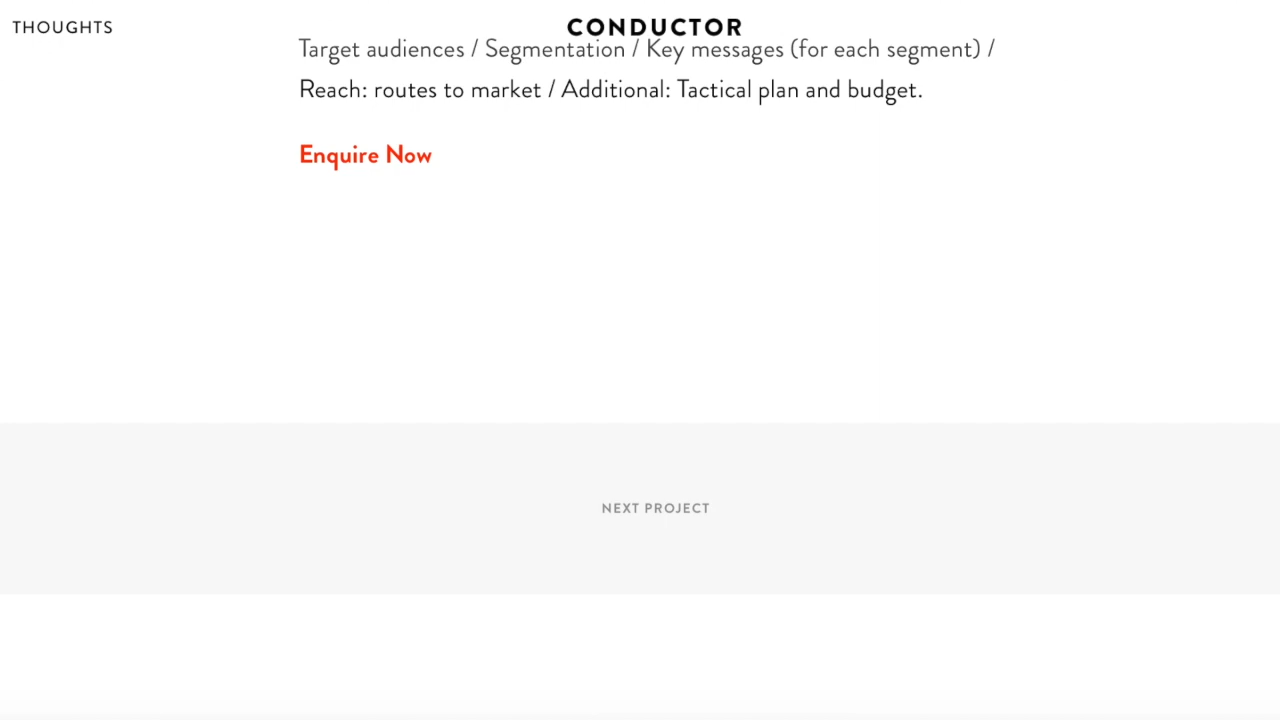 THOUGHTS
CONDUCTOR
Target audiences / Segmentation / Key messages (for each segment) /
Reach: routes to market / Additional: Tactical plan and budget.
Enquire Now
NEXT PROJECT